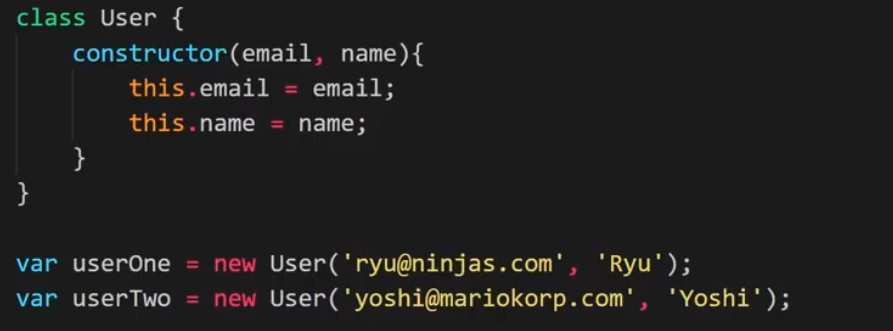 class User {
    constructor(email, name){
        this.email = email;
        this.name = name;
    }
}

var userOne = new User('ryu@ninjas.com', 'Ryu');
var userTwo = new User('yoshi@mariokorp.com', 'Yoshi');